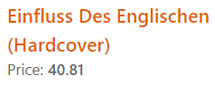 Einfluss Des Englischen
(Hardcover)
Price: 40.81